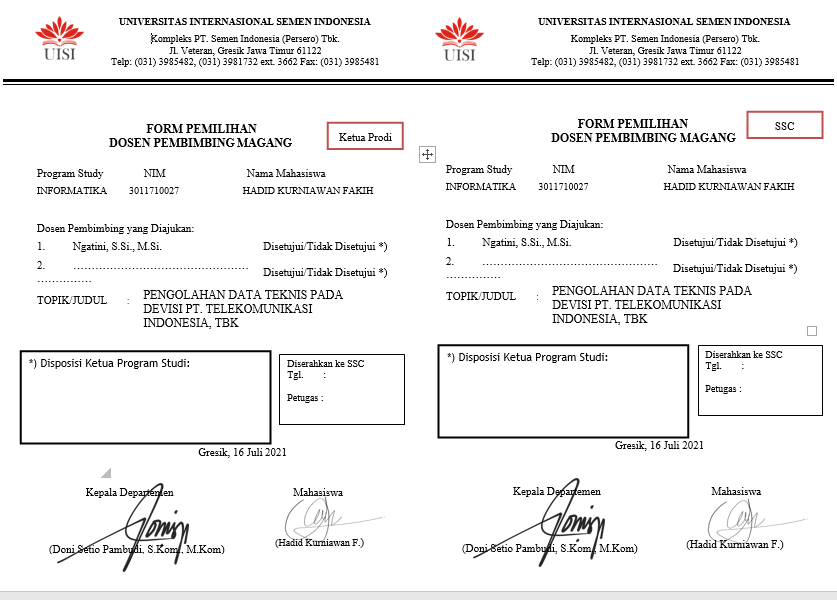 UISI
UNIVERSITAS INTERNASIONAL SEMEN INDONESIA
Kompleks PT. Semen Indonesia (Persero) Tbk.
Jl. Veteran, Gresik Jawa Timur 61122
Telp: (031) 3985482, (031) 3981732 ext. 3662 Fax: (031) 3985481
FORM PEMILIHAN
DOSEN PEMBIMBING MAGANG
Ketua Prodi
Program Study NIM Nama Mahasiswa
INFORMATIKA 3011710027 HADID KURNIAWAN FAKIH
Dosen Pembimbing yang Diajukan:
1. Ngatini, S.Si., M.Si. Disetujui/Tidak Disetujui *)
2. ................................................ Disetujui/Tidak Disetujui *)
...............
TOPIK/JUDUL : PENGOLAHAN DATA TEKNIS PADA
DEVISI PT. TELEKOMUNIKASI
INDONESIA, TBK
*) Disposisi Ketua Program Studi:
Diserahkan ke SSC
Tgl. :
Petugas :
Gresik, 16 Juli 2021
Kepala Departemen Mahasiswa
(Doni Setio Pambudi, S.Kom., M.Kom) (Hadid Kurniawan F.)
UISI
UNIVERSITAS INTERNASIONAL SEMEN INDONESIA
Kompleks PT. Semen Indonesia (Persero) Tbk.
Jl. Veteran, Gresik Jawa Timur 61122
Telp: (031) 3985482, (031) 3981732 ext. 3662 Fax: (031) 3985481
FORM PEMILIHAN
DOSEN PEMBIMBING MAGANG
SSC
Program Study NIM Nama Mahasiswa
INFORMATIKA 3011710027 HADID KURNIAWAN FAKIH
Dosen Pembimbing yang Diajukan:
1. Ngatini, S.Si., M.Si. Disetujui/Tidak Disetujui *)
2. ................................................ Disetujui/Tidak Disetujui *)
...............
TOPIK/JUDUL : PENGOLAHAN DATA TEKNIS PADA
DEVISI PT. TELEKOMUNIKASI
INDONESIA, TBK
*) Disposisi Ketua Program Studi:
Diserahkan ke SSC
Tgl. :
Petugas :
Gresik, 16 Juli 2021
Kepala Departemen Mahasiswa
(Doni Setio Pambudi, S.Kom., M.Kom) (Hadid Kurniawan F.)